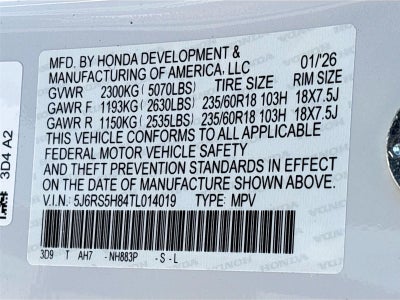 MFD. BY HONDA DEVELOPMENT &
MANUFACTURING OF AMERICA, LLC 01/'26
GVWR 2300KG ( 5070LBS) TIRE SIZE RIM SIZE
GAWR F 1193KG ( 2630LBS) 235/60R18 103H 18X7.5J
GAWR R 1150KG ( 2535LBS) 235/60R18 103H 18X7.5J
THIS VEHICLE CONFORMS TO ALL APPLICABLE
FEDERAL MOTOR VEHICLE SAFETY
AND THEFT PREVENTION STANDARDS IN EFFECT
ON THE DATE OF MANUFACTURE SHOWN ABOVE.
V.I.N: 5J6RS5H84TL014019 TYPE: MPV
3D9 T AH7 -NH883P -S-L
3D4 A2
HONDA HONDA HONDA